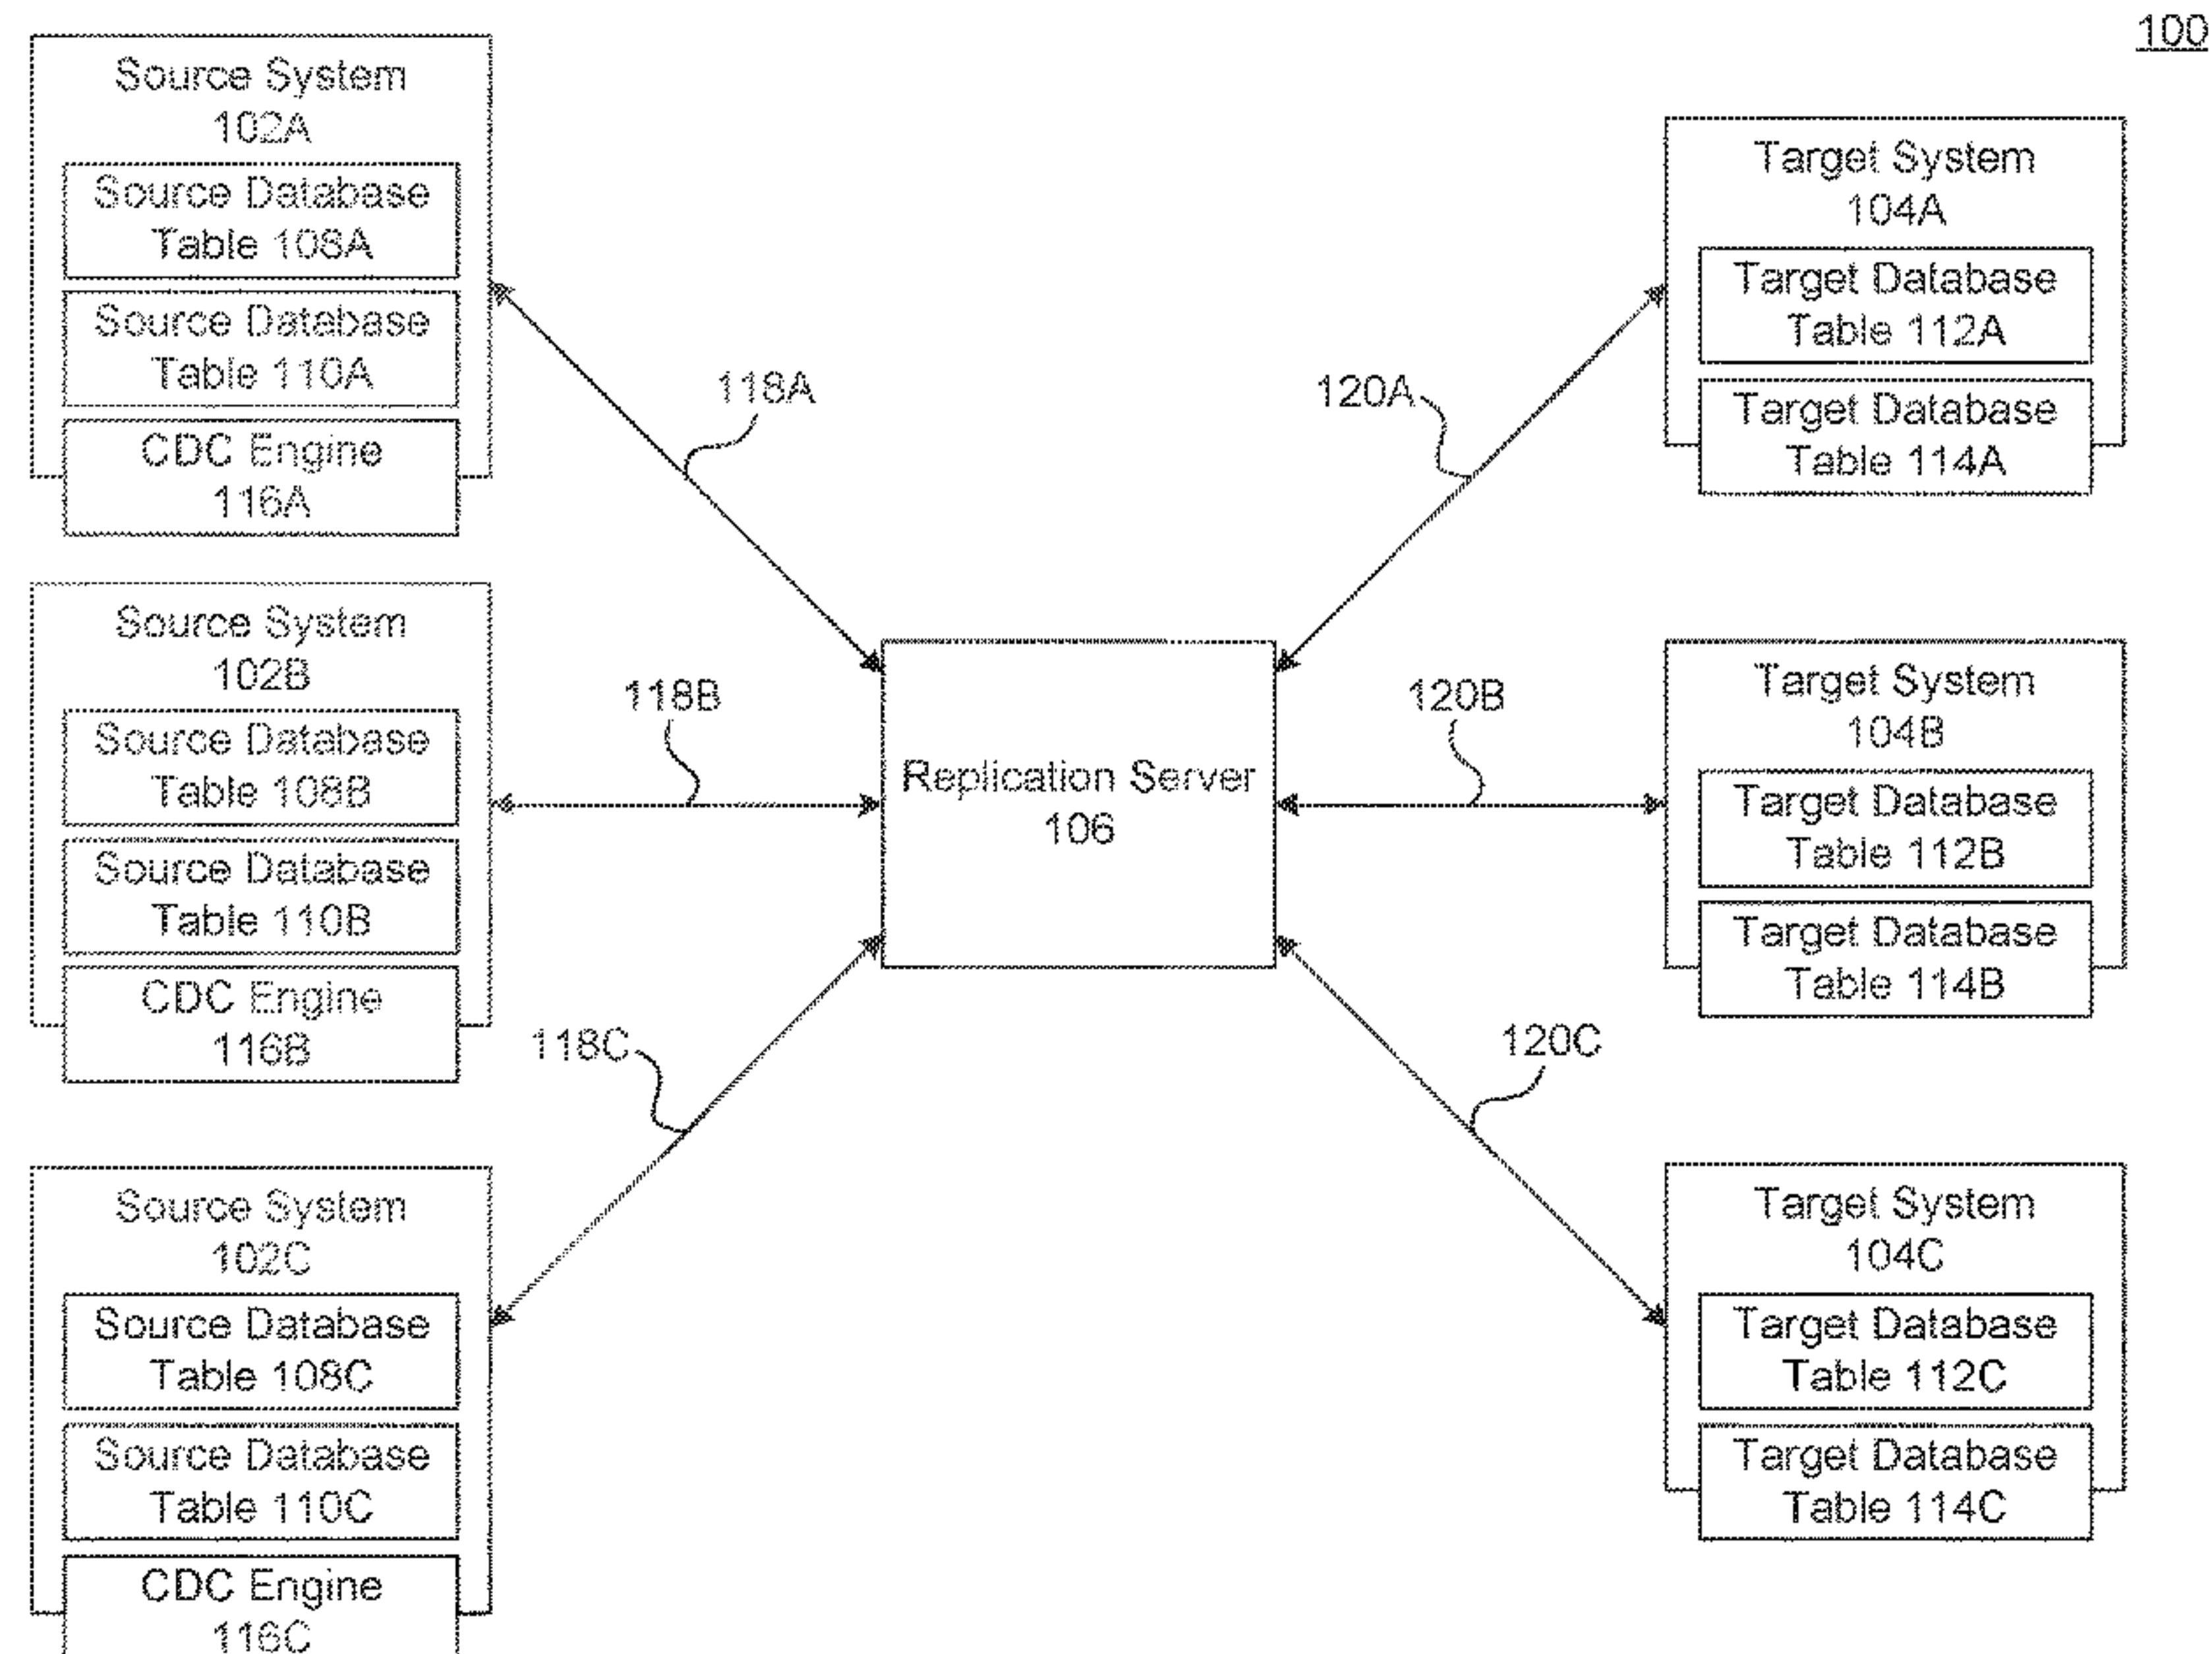 100
Source System
102A
Source Database
Table 108A
Source Database
Table 110A
CDC Engine
116A
Source System
102B
Source Database
Table 108B
Source Database
Table 110B
CDC Engine
116B
Source System
102C
Source Database
Table 108C
Source Database
Table 110C
CDC Engine
116C
118A
118B
118C
Replication Server
106
120A
120B
120C
Target System
104A
Target Database
Table 112A
Target Database
Table 114A
Target System
104B
Target Database
Table 112B
Target Database
Table 114B
Target System
104C
Target Database
Table 112C
Target Database
Table 114C